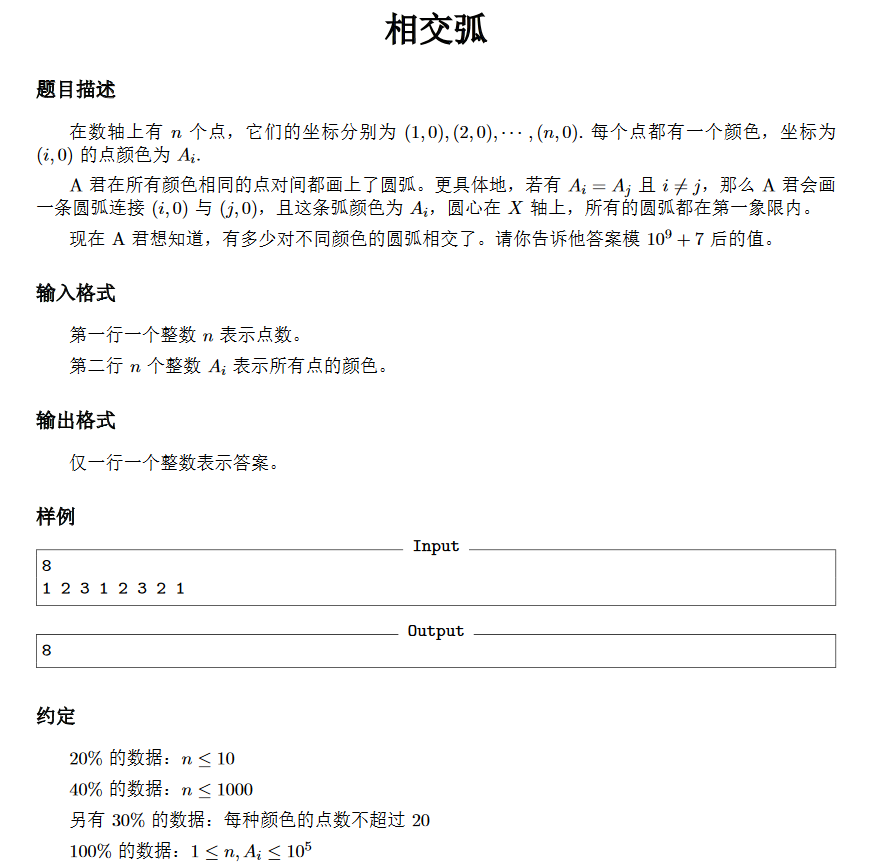 相交弧
题目描述
在数轴上有 n 个点，它们的坐标分别为 (1, 0), (2, 0), ⋯ , (n, 0). 每个点都有一个颜色，坐标为
(i, 0) 的点颜色为 A_i.
A 君在所有颜色相同的点对间都画上了圆弧。更具体地，若有 A_i = A_j 且 i ≠ j，那么 A 君会画
一条圆弧连接 (i, 0) 与 (j, 0)，且这条弧颜色为 A_i，圆心在 X 轴上，所有的圆弧都在第一象限内。
现在 A 君想知道，有多少对不同颜色的圆弧相交了。请你告诉他答案模 10^9 + 7 后的值。
输入格式
第一行一个整数 n 表示点数。
第二行 n 个整数 A_i 表示所有点的颜色。
输出格式
仅一行一个整数表示答案。
样例
Input
8
1 2 3 1 2 3 2 1
Output
8
约定
20% 的数据：n ≤ 10
40% 的数据：n ≤ 1000
另有 30% 的数据：每种颜色的点数不超过 20
100% 的数据：1 ≤ n, A_i ≤ 10^5